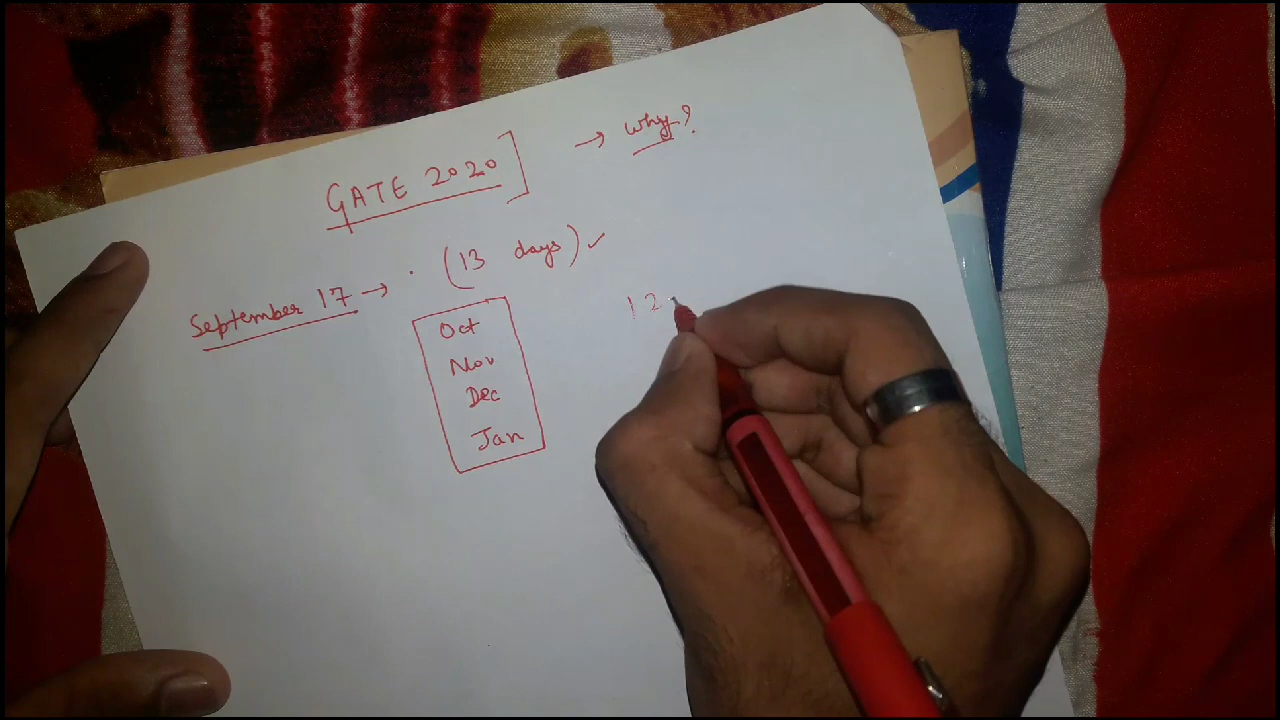 GATE 2020] → Why?
September 17 → . (13 days) ✓
Oct
Nov
Dec
Jan
12